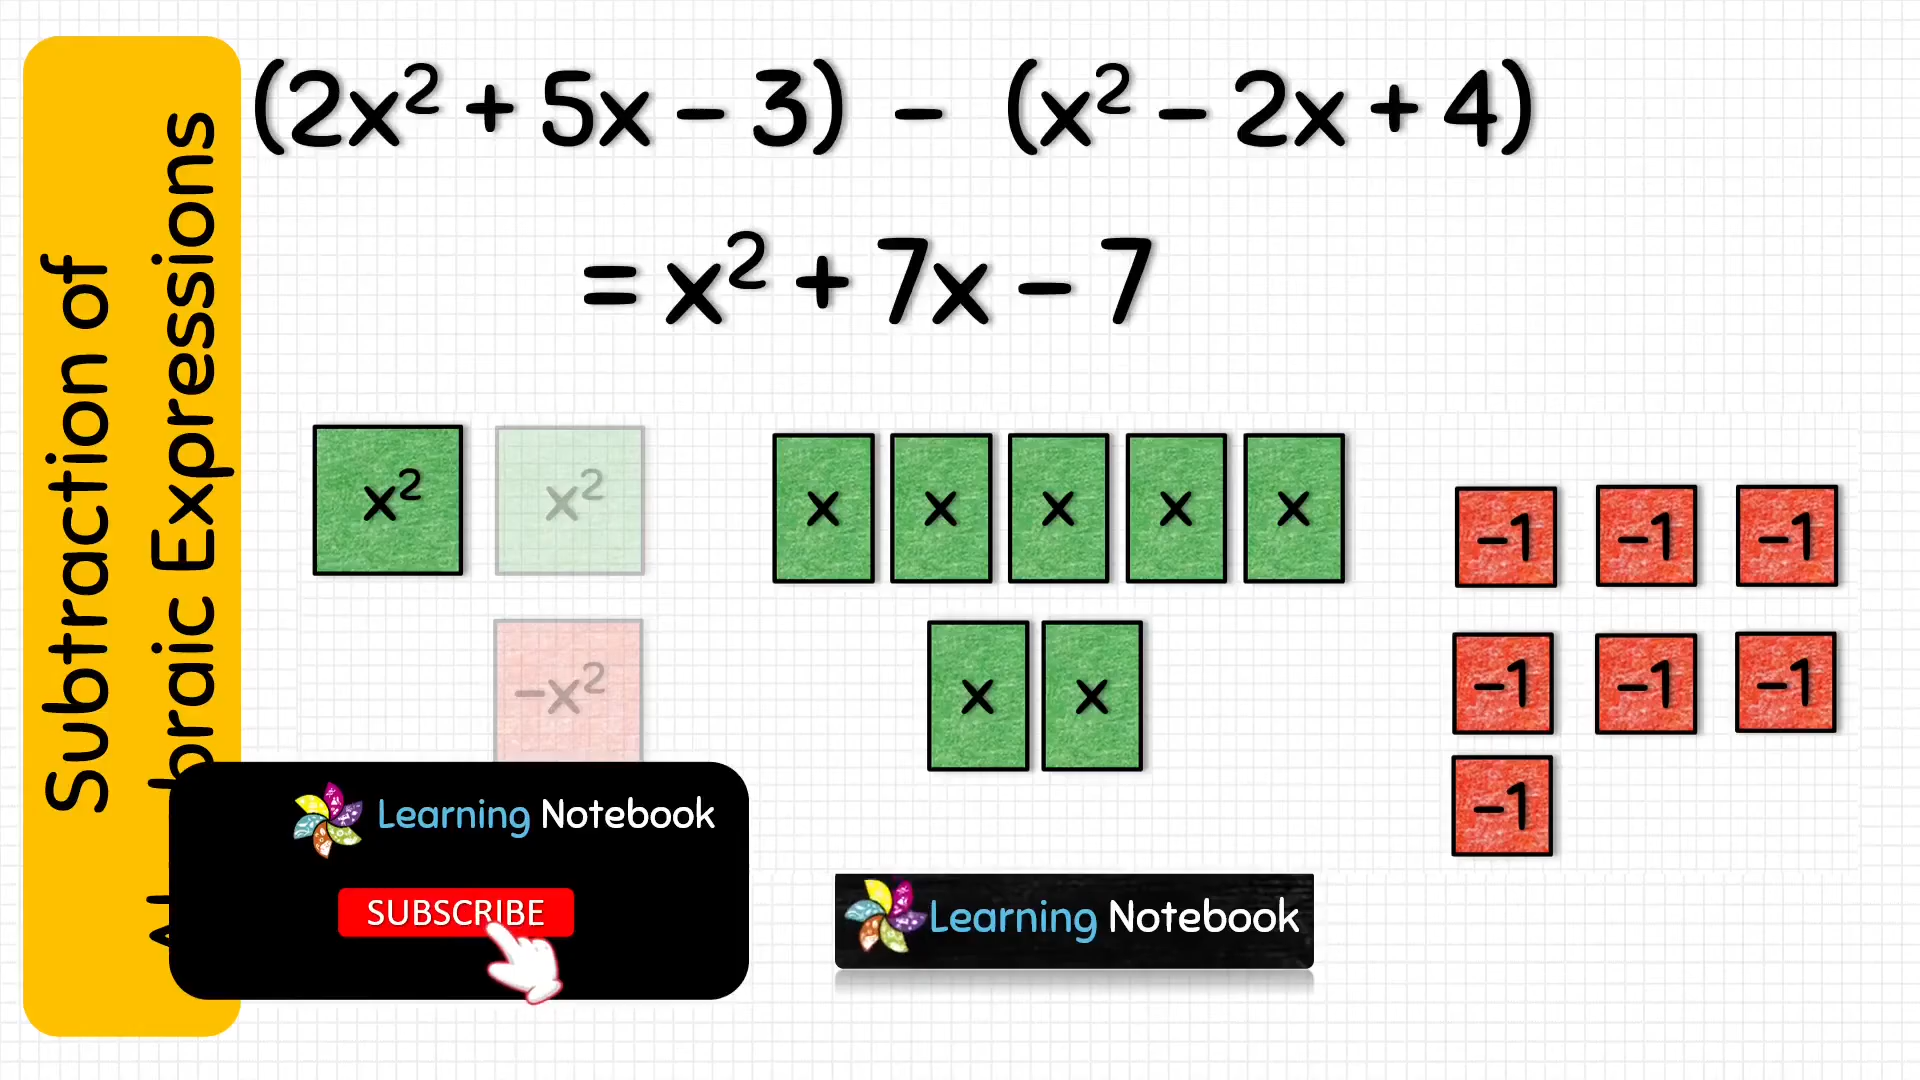 Subtraction of
Expressions
(2x² + 5x – 3) – (x² – 2x + 4)
= x² + 7x – 7
x² x² x x x x x –1 –1 –1
–x² x x –1 –1 –1
–1
Learning Notebook
SUBSCRIBE
Learning Notebook